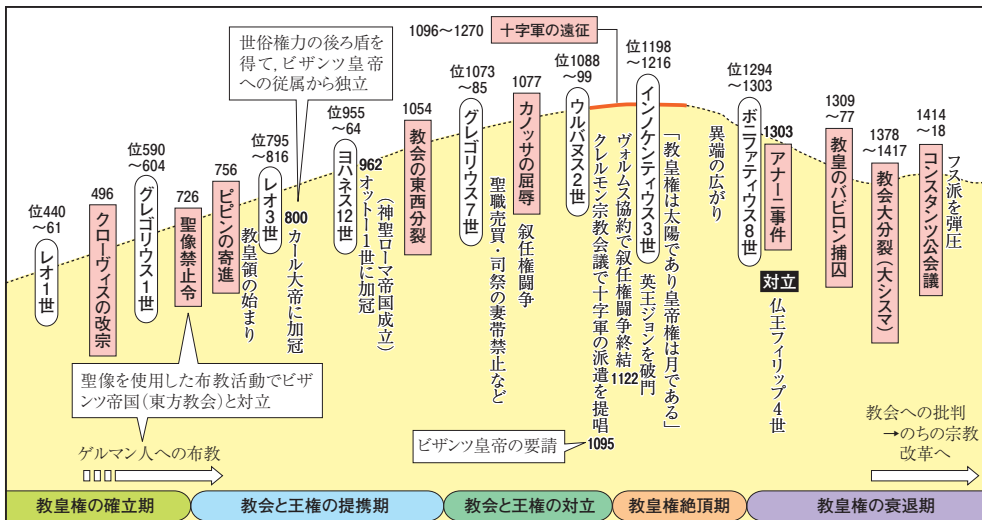 位440
～61
レオ1世
496
クローヴィスの改宗
位590
～604
グレゴリウス1世
726
聖像禁止令
聖像を使用した布教活動でビザ
ンツ帝国(東方教会)と対立
ゲルマン人への布教
756
ピピンの寄進
教皇領の始まり
位795
～816
レオ3世
800 カール大帝に加冠
世俗権力の後ろ盾を
得て，ビザンツ皇帝
への従属から独立
位955
～64
ヨハネス12世
962 オットー1世に加冠
(神聖ローマ帝国成立)
1054
教会の東西分裂
位1073
～85
グレゴリウス7世
聖職売買・司祭の妻帯禁止など
1077
カノッサの屈辱
叙任権闘争
位1088
～99
ウルバヌス2世
クレルモン宗教会議で十字軍の派遣を提唱
1095
ビザンツ皇帝の要請
1096～1270
十字軍の遠征
ヴォルムス協約で叙任権闘争終結
1122
位1198
～1216
インノケンティウス3世
英王ジョンを破門
「教皇権は太陽であり皇帝権は月である」
異端の広がり
位1294
～1303
ボニファティウス8世
1303
アナーニ事件
対立
仏王フィリップ4世
1309
～77
教皇のバビロン捕囚
1378
～1417
教会大分裂(大シスマ)
1414
～18
コンスタンツ公会議
フス派を弾圧
教会への批判
→のちの宗教
改革へ
教皇権の確立期
教会と王権の提携期
教会と王権の対立
教皇権絶頂期
教皇権の衰退期